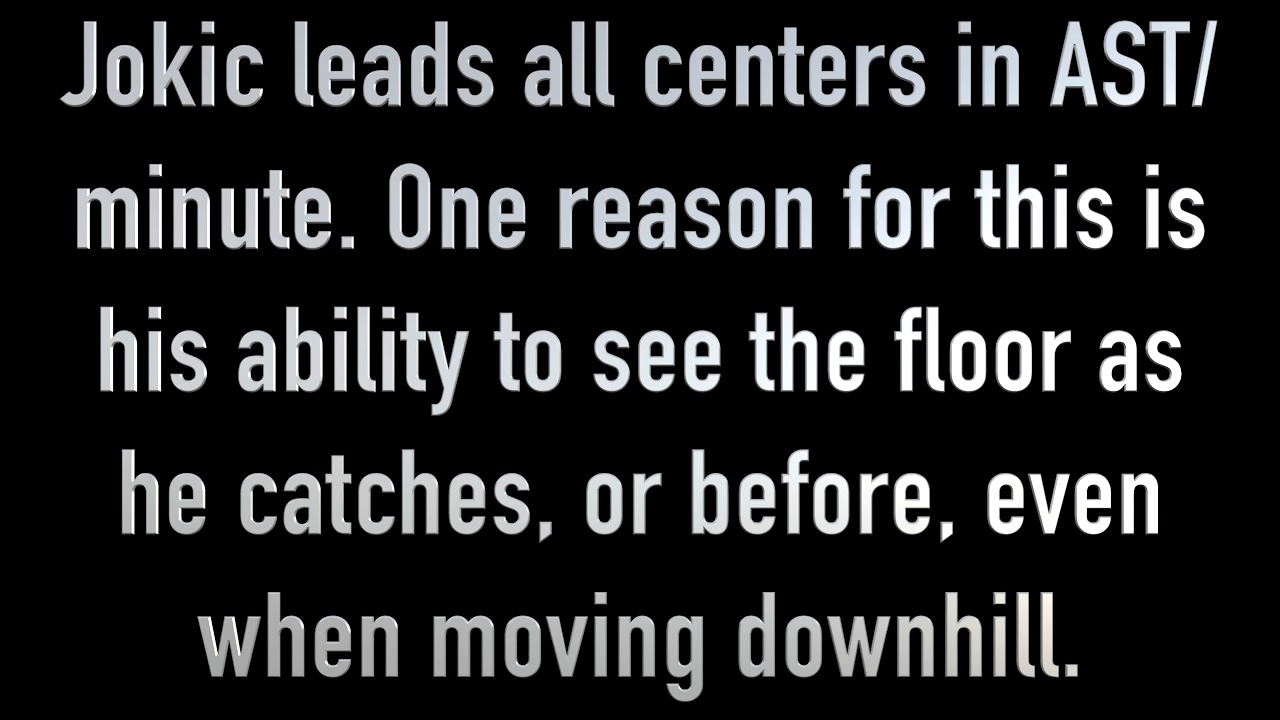 Jokic leads all centers in AST/
minute. One reason for this is
his ability to see the floor as
he catches, or before, even
when moving downhill.